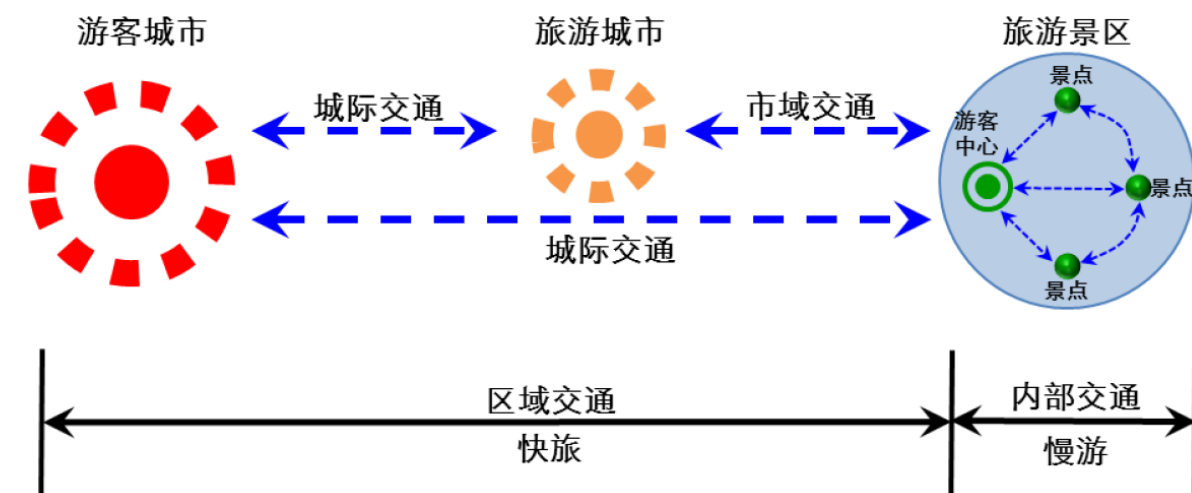 游客城市
旅游城市
旅游景区
城际交通
市域交通
城际交通
景点
游客
中心
景点
景点
区域交通
快旅
内部交通
慢游